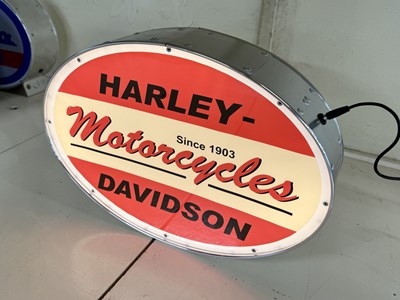 HARLEY-
Since 1903
Motorcycles
DAVIDSON